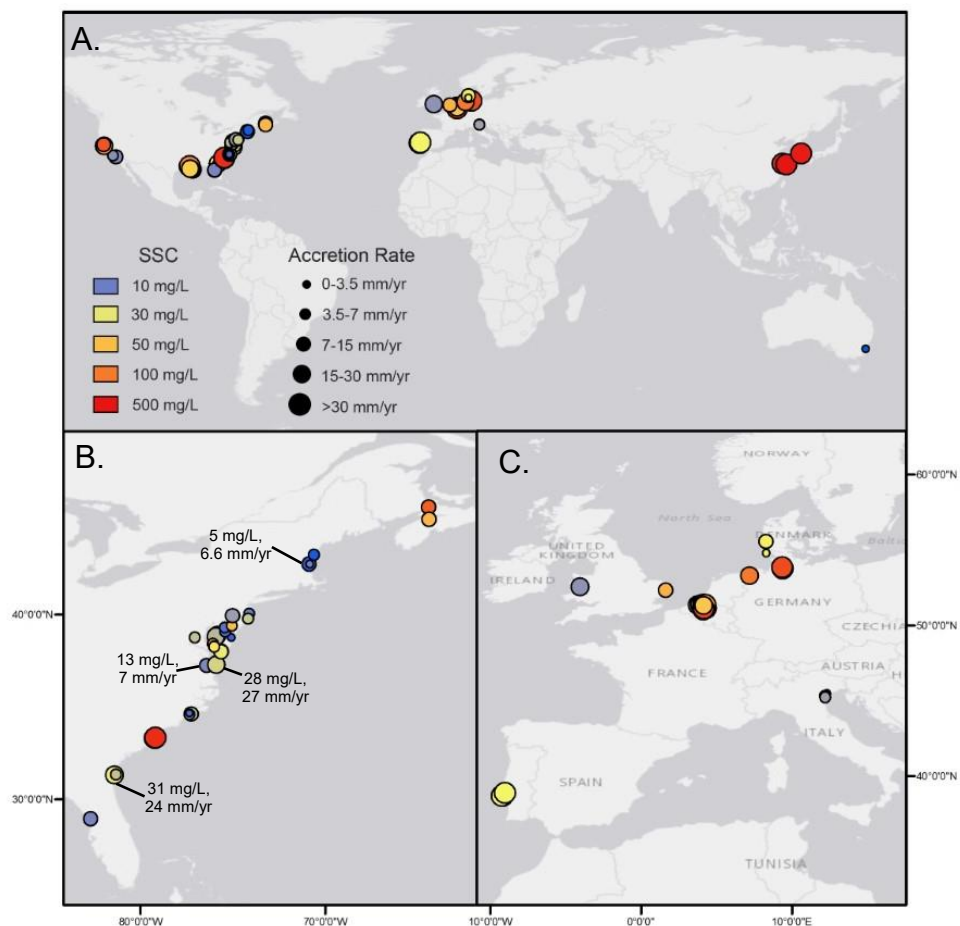 A.
SSC
10 mg/L
30 mg/L
50 mg/L
100 mg/L
500 mg/L
Accretion Rate
0-3.5 mm/yr
3.5-7 mm/yr
7-15 mm/yr
15-30 mm/yr
>30 mm/yr
B.
5 mg/L,
6.6 mm/yr
13 mg/L,
7 mm/yr
28 mg/L,
27 mm/yr
31 mg/L,
24 mm/yr
40°0'0"N
30°0'0"N
80°0'0"W
70°0'0"W
C.
NORWAY
North Sea
DENMARK
UNITED
KINGDOM
IRELAND
GERMANY
CZECHIA
FRANCE
AUSTRIA
H
ITALY
SPAIN
TUNISIA
60°0'0"N
50°0'0"N
40°0'0"N
10°0'0"W
0°0'0"
10°0'0"E